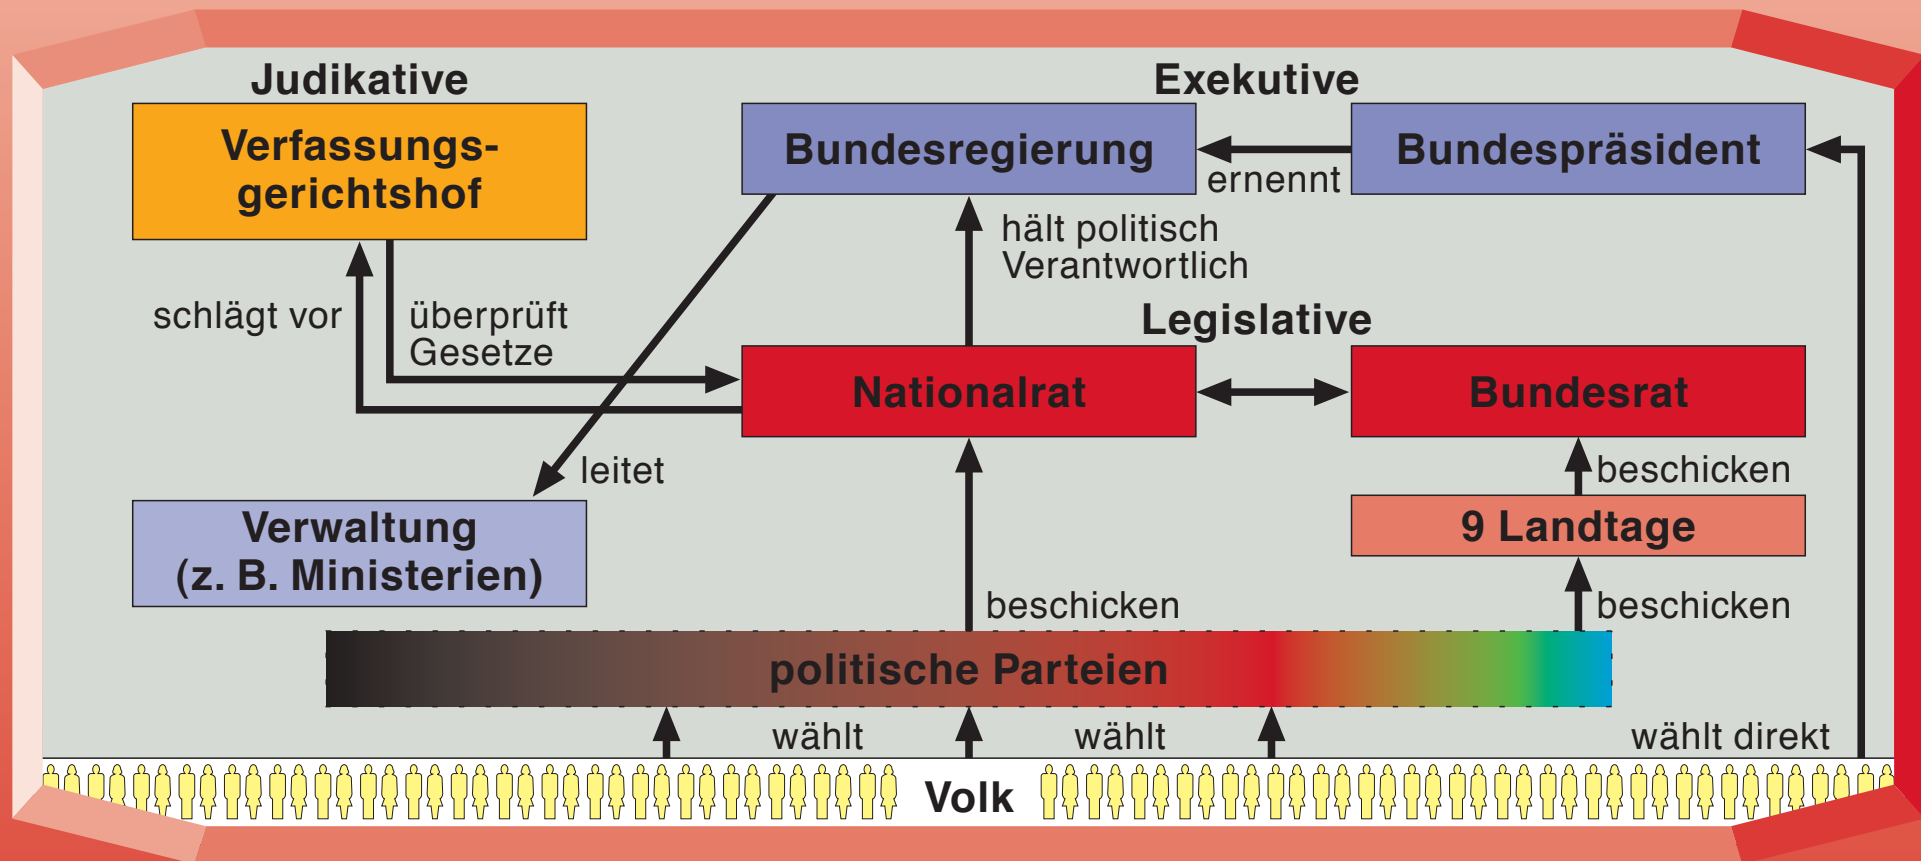 Judikative
Exekutive
Verfassungs-
gerichtshof
Bundesregierung
Bundespräsident
ernennt
hält politisch
Verantwortlich
schlägt vor
überprüft
Gesetze
Legislative
Nationalrat
Bundesrat
leitet
beschicken
Verwaltung
(z. B. Ministerien)
9 Landtage
beschicken
beschicken
politische Parteien
wählt
wählt
wählt direkt
Volk